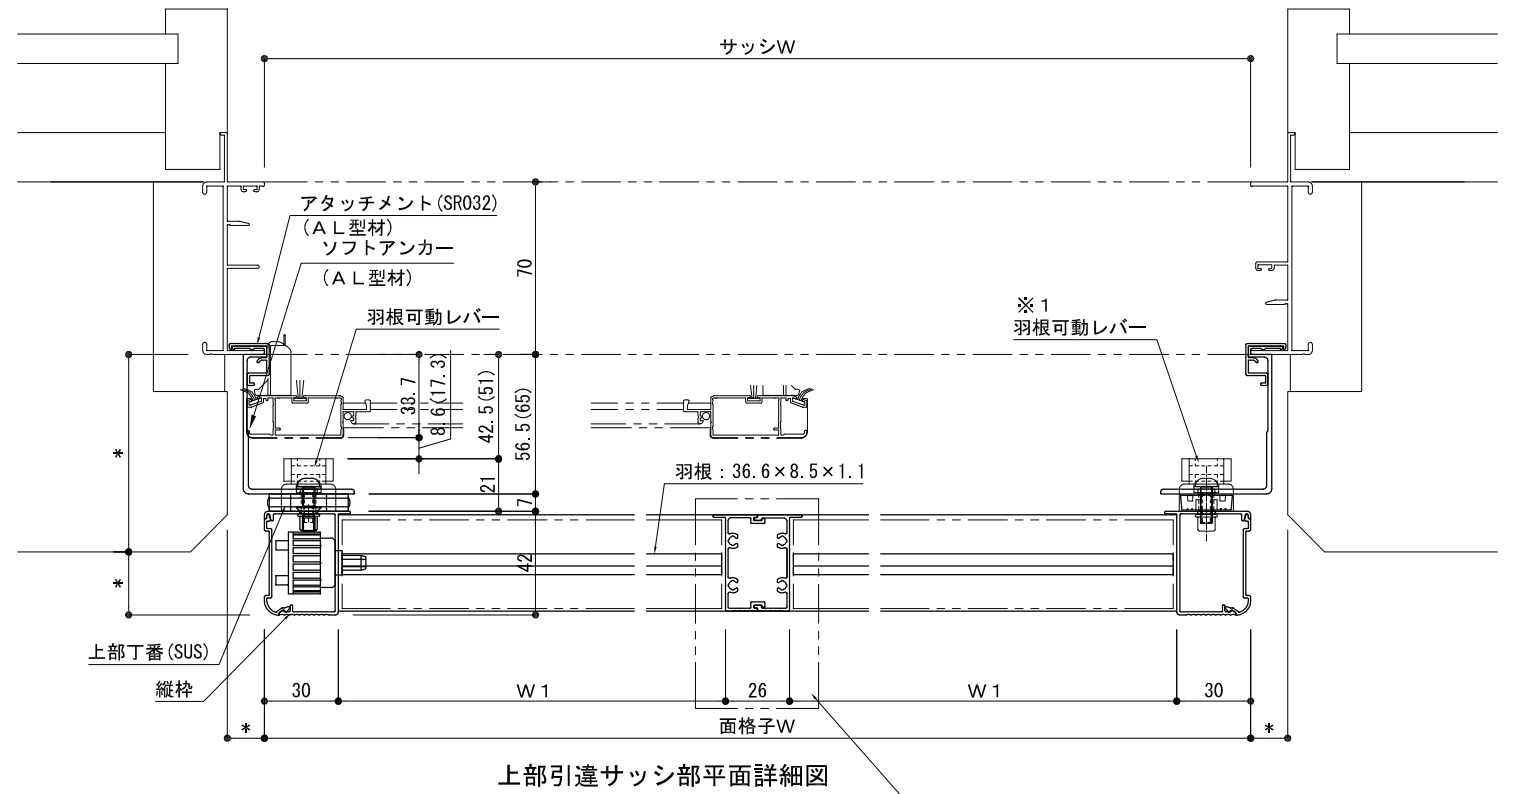 サッシW
アタッチメント(SR032)
(AL型材)
ソフトアンカー
(AL型材)
70
羽根可動レバー
※1
羽根可動レバー
33.7
8.6(17.3)
42.5(51)
56.5(65)
*
羽根：36.6×8.5×1.1
21
7
42
*
上部丁番(SUS)
縦枠
30
W1
26
W1
30
*
面格子W
*
上部引違サッシ部平面詳細図